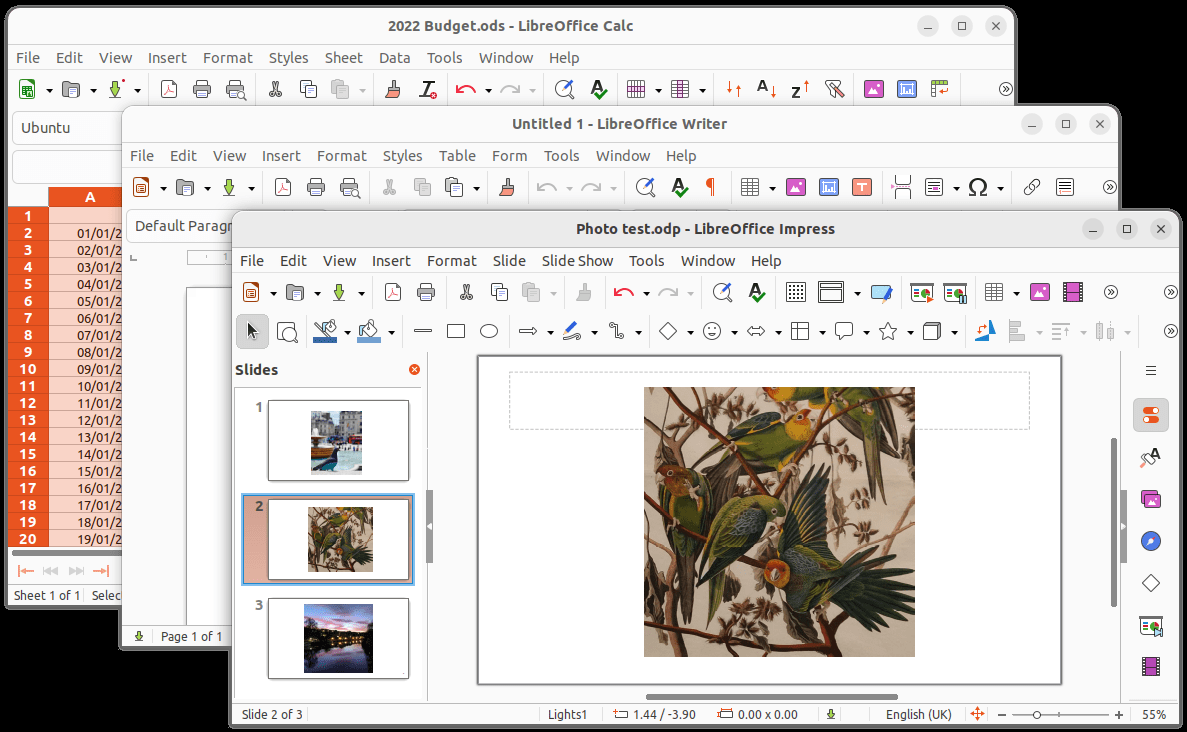 2022 Budget.ods - LibreOffice Calc
File Edit View Insert Format Styles Sheet Data Tools Window Help
Ubuntu
A
1
2 01/01/2
3 02/01/2
4 03/01/2
5 04/01/2
6 05/01/2
7 06/01/2
8 07/01/2
9 08/01/2
10 09/01/2
11 10/01/2
12 11/01/2
13 12/01/2
14 13/01/2
15 14/01/2
16 15/01/2
17 16/01/2
18 17/01/2
19 18/01/2
20 19/01/2
Sheet 1 of 1 Selec
Untitled 1 - LibreOffice Writer
File Edit View Insert Format Styles Table Form Tools Window Help
Default Paragr
1
Page 1 of 1
Photo test.odp - LibreOffice Impress
File Edit View Insert Format Slide Slide Show Tools Window Help
Slides
1
2
3
Slide 2 of 3 Lights1 1.44 / -3.90 0.00 x 0.00 English (UK) 55%